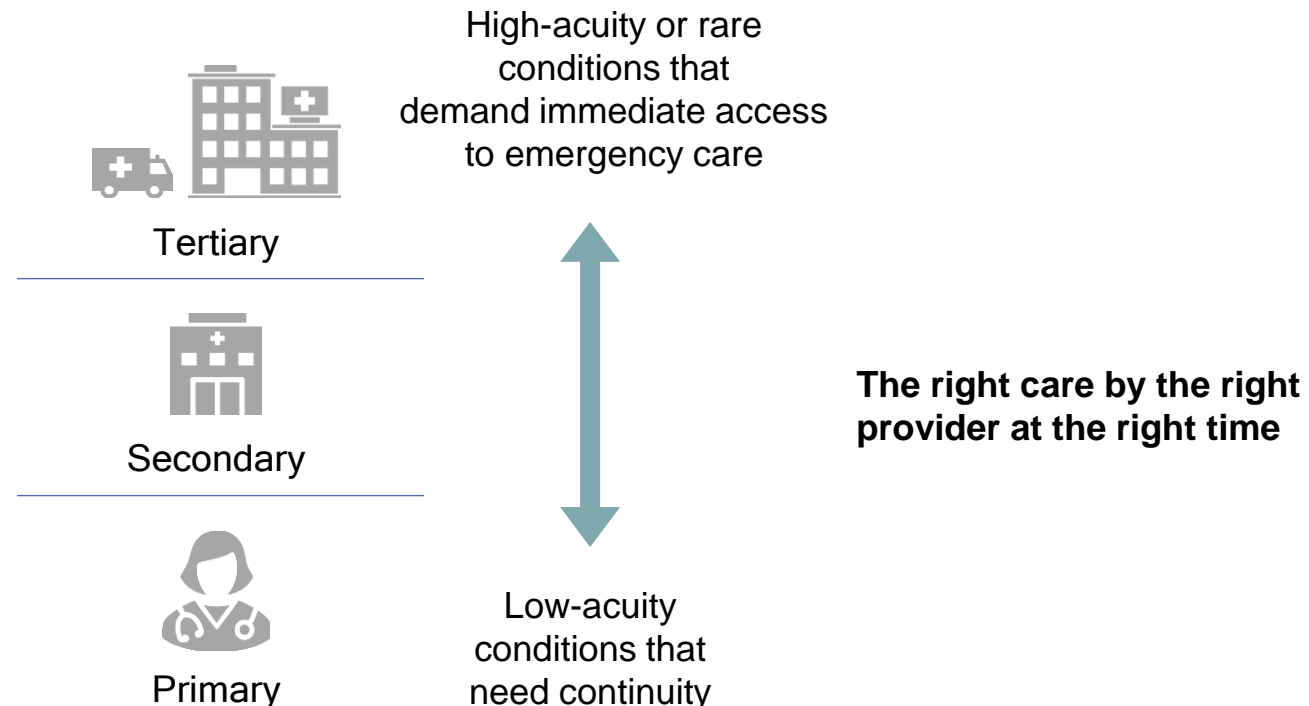 High-acuity or rare
conditions that
demand immediate access
to emergency care
Tertiary
Secondary
The right care by the right
provider at the right time
Primary
Low-acuity
conditions that
need continuity